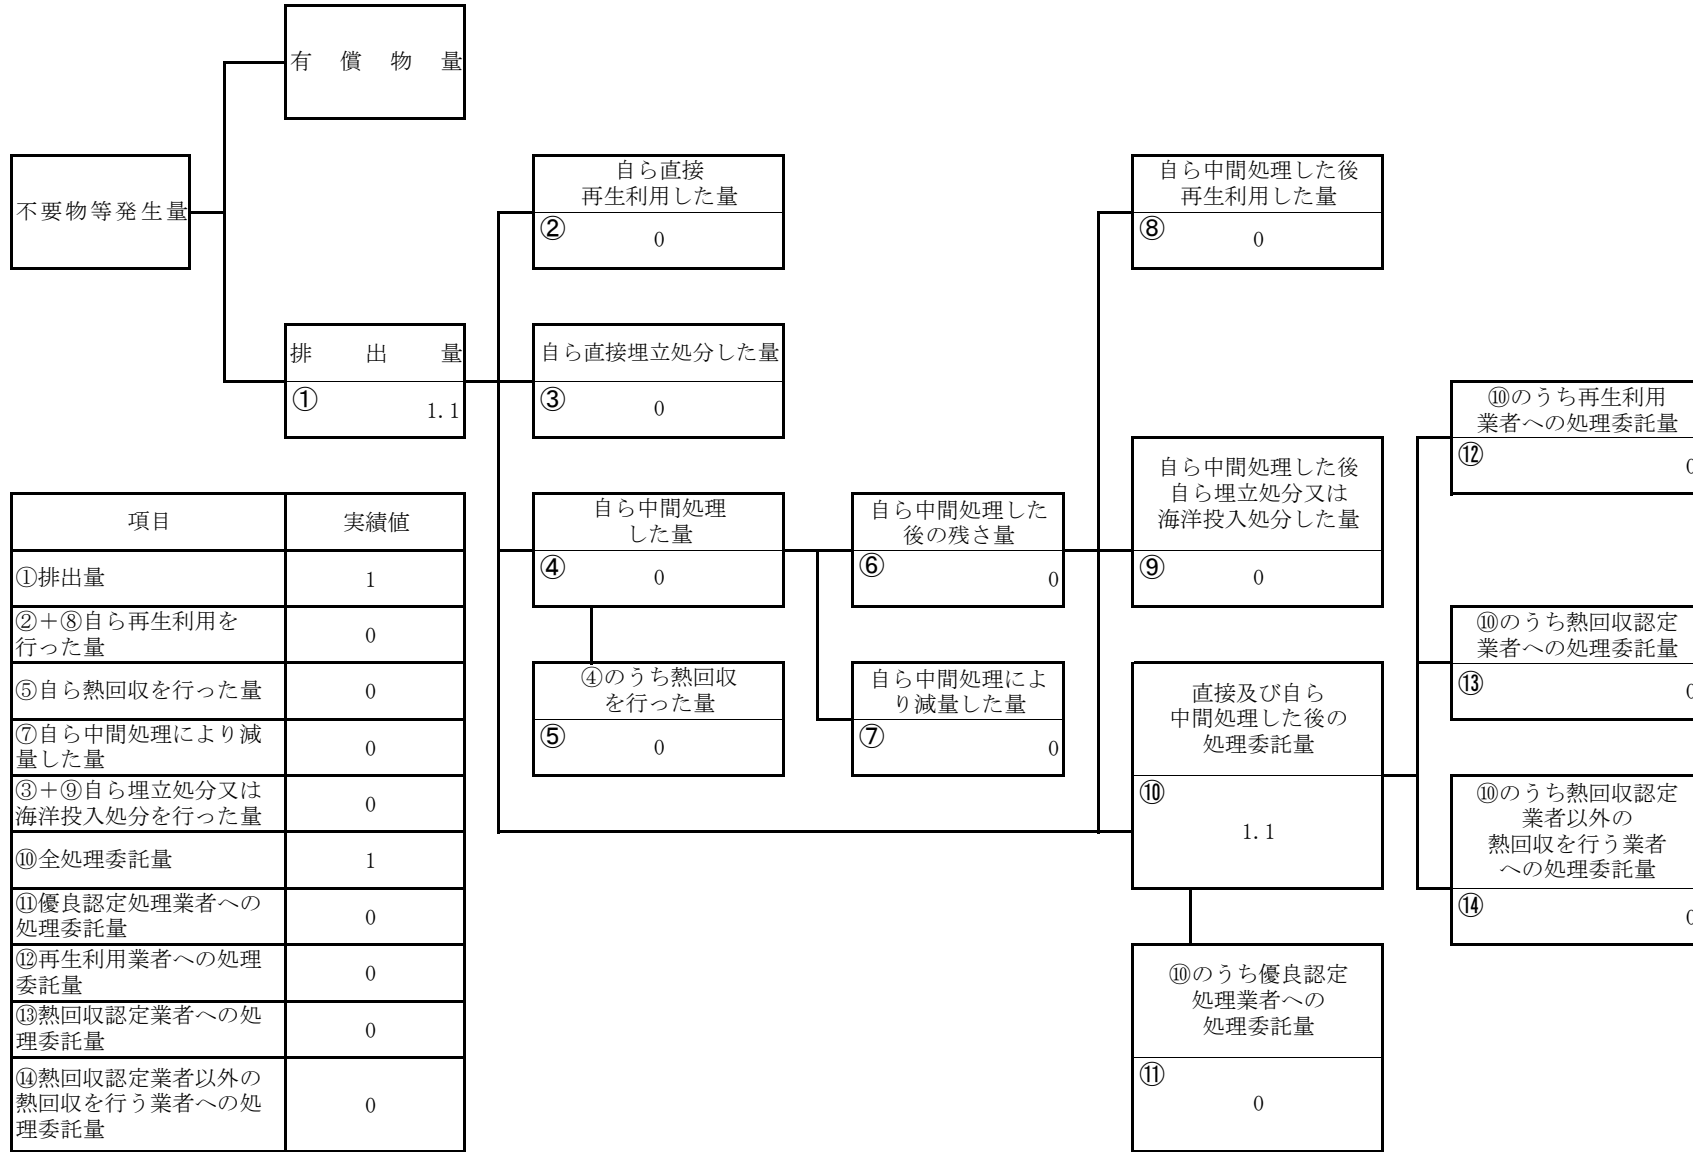 有償物量
不要物等発生量
排出量
①
1.1
自ら直接
再生利用した量
②
0
自ら直接埋立処分した量
③
0
自ら中間処理
した量
④
0
④のうち熱回収
を行った量
⑤
0
自ら中間処理した
後の残さ量
⑥
0
自ら中間処理によ
り減量した量
⑦
0
自ら中間処理した後
再生利用した量
⑧
0
自ら中間処理した後
自ら埋立処分又は
海洋投入処分した量
⑨
0
直接及び自ら
中間処理した後の
処理委託量
⑩
1.1
⑩のうち優良認定
処理業者への
処理委託量
⑪
0
⑩のうち再生利用
業者への処理委託量
⑫
0
⑩のうち熱回収認定
業者への処理委託量
⑬
0
⑩のうち熱回収認定
業者以外の
熱回収を行う業者
への処理委託量
⑭
0
項目 実績値
①排出量 1
②＋⑧自ら再生利用を
行った量 0
⑤自ら熱回収を行った量 0
⑦自ら中間処理により減
量した量 0
③＋⑨自ら埋立処分又は
海洋投入処分を行った量 0
⑩全処理委託量 1
⑪優良認定処理業者への
処理委託量 0
⑫再生利用業者への処理
委託量 0
⑬熱回収認定業者への処
理委託量 0
⑭熱回収認定業者以外の
熱回収を行う業者への処
理委託量 0